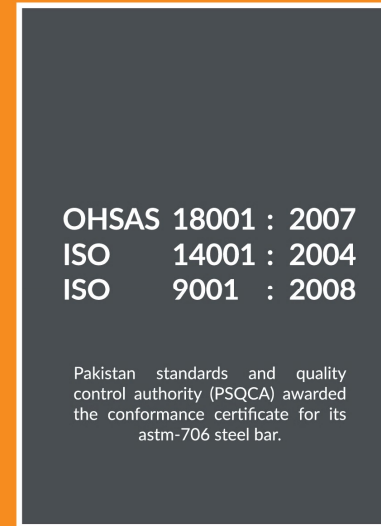 OHSAS 18001 : 2007
ISO 14001 : 2004
ISO 9001 : 2008
Pakistan standards and quality
control authority (PSQCA) awarded
the conformance certificate for its
astm-706 steel bar.